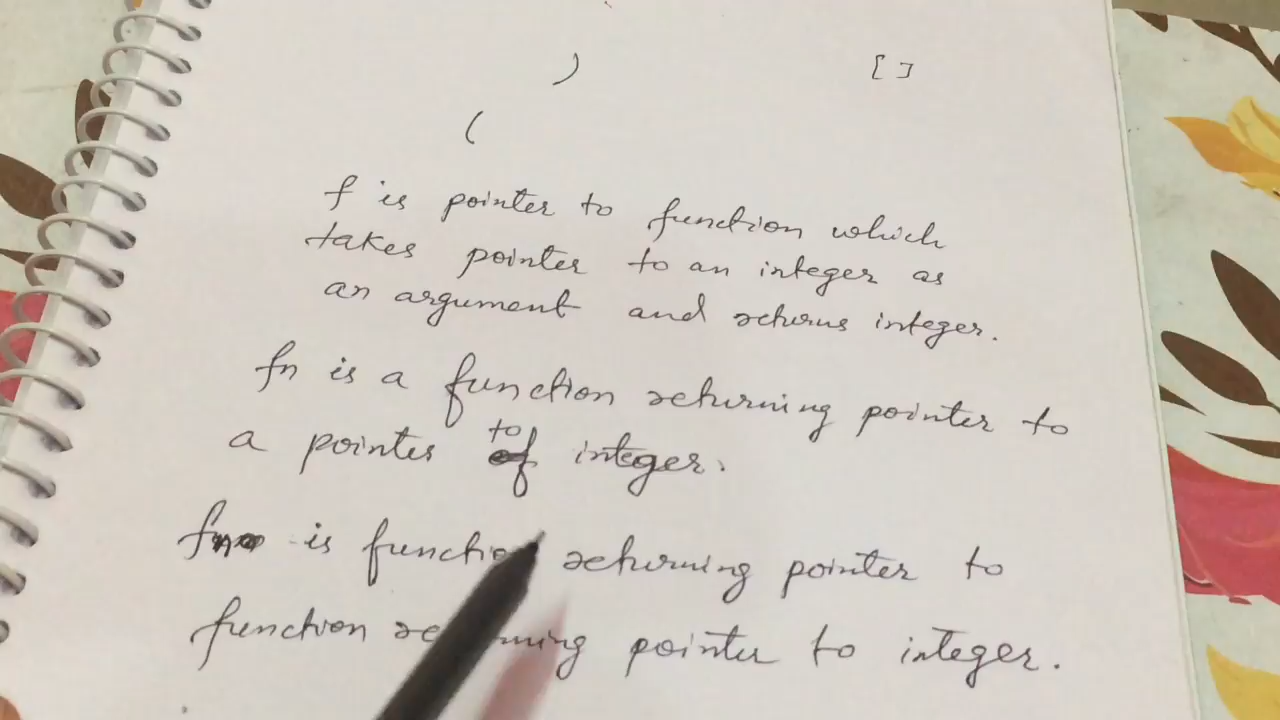 )
[ ]
(
f is pointer to function which
takes pointer to an integer as
an argument and returns integer.
fn is a function returning pointer to
a pointer to integer.
f is function returning pointer to
function returning pointer to integer.